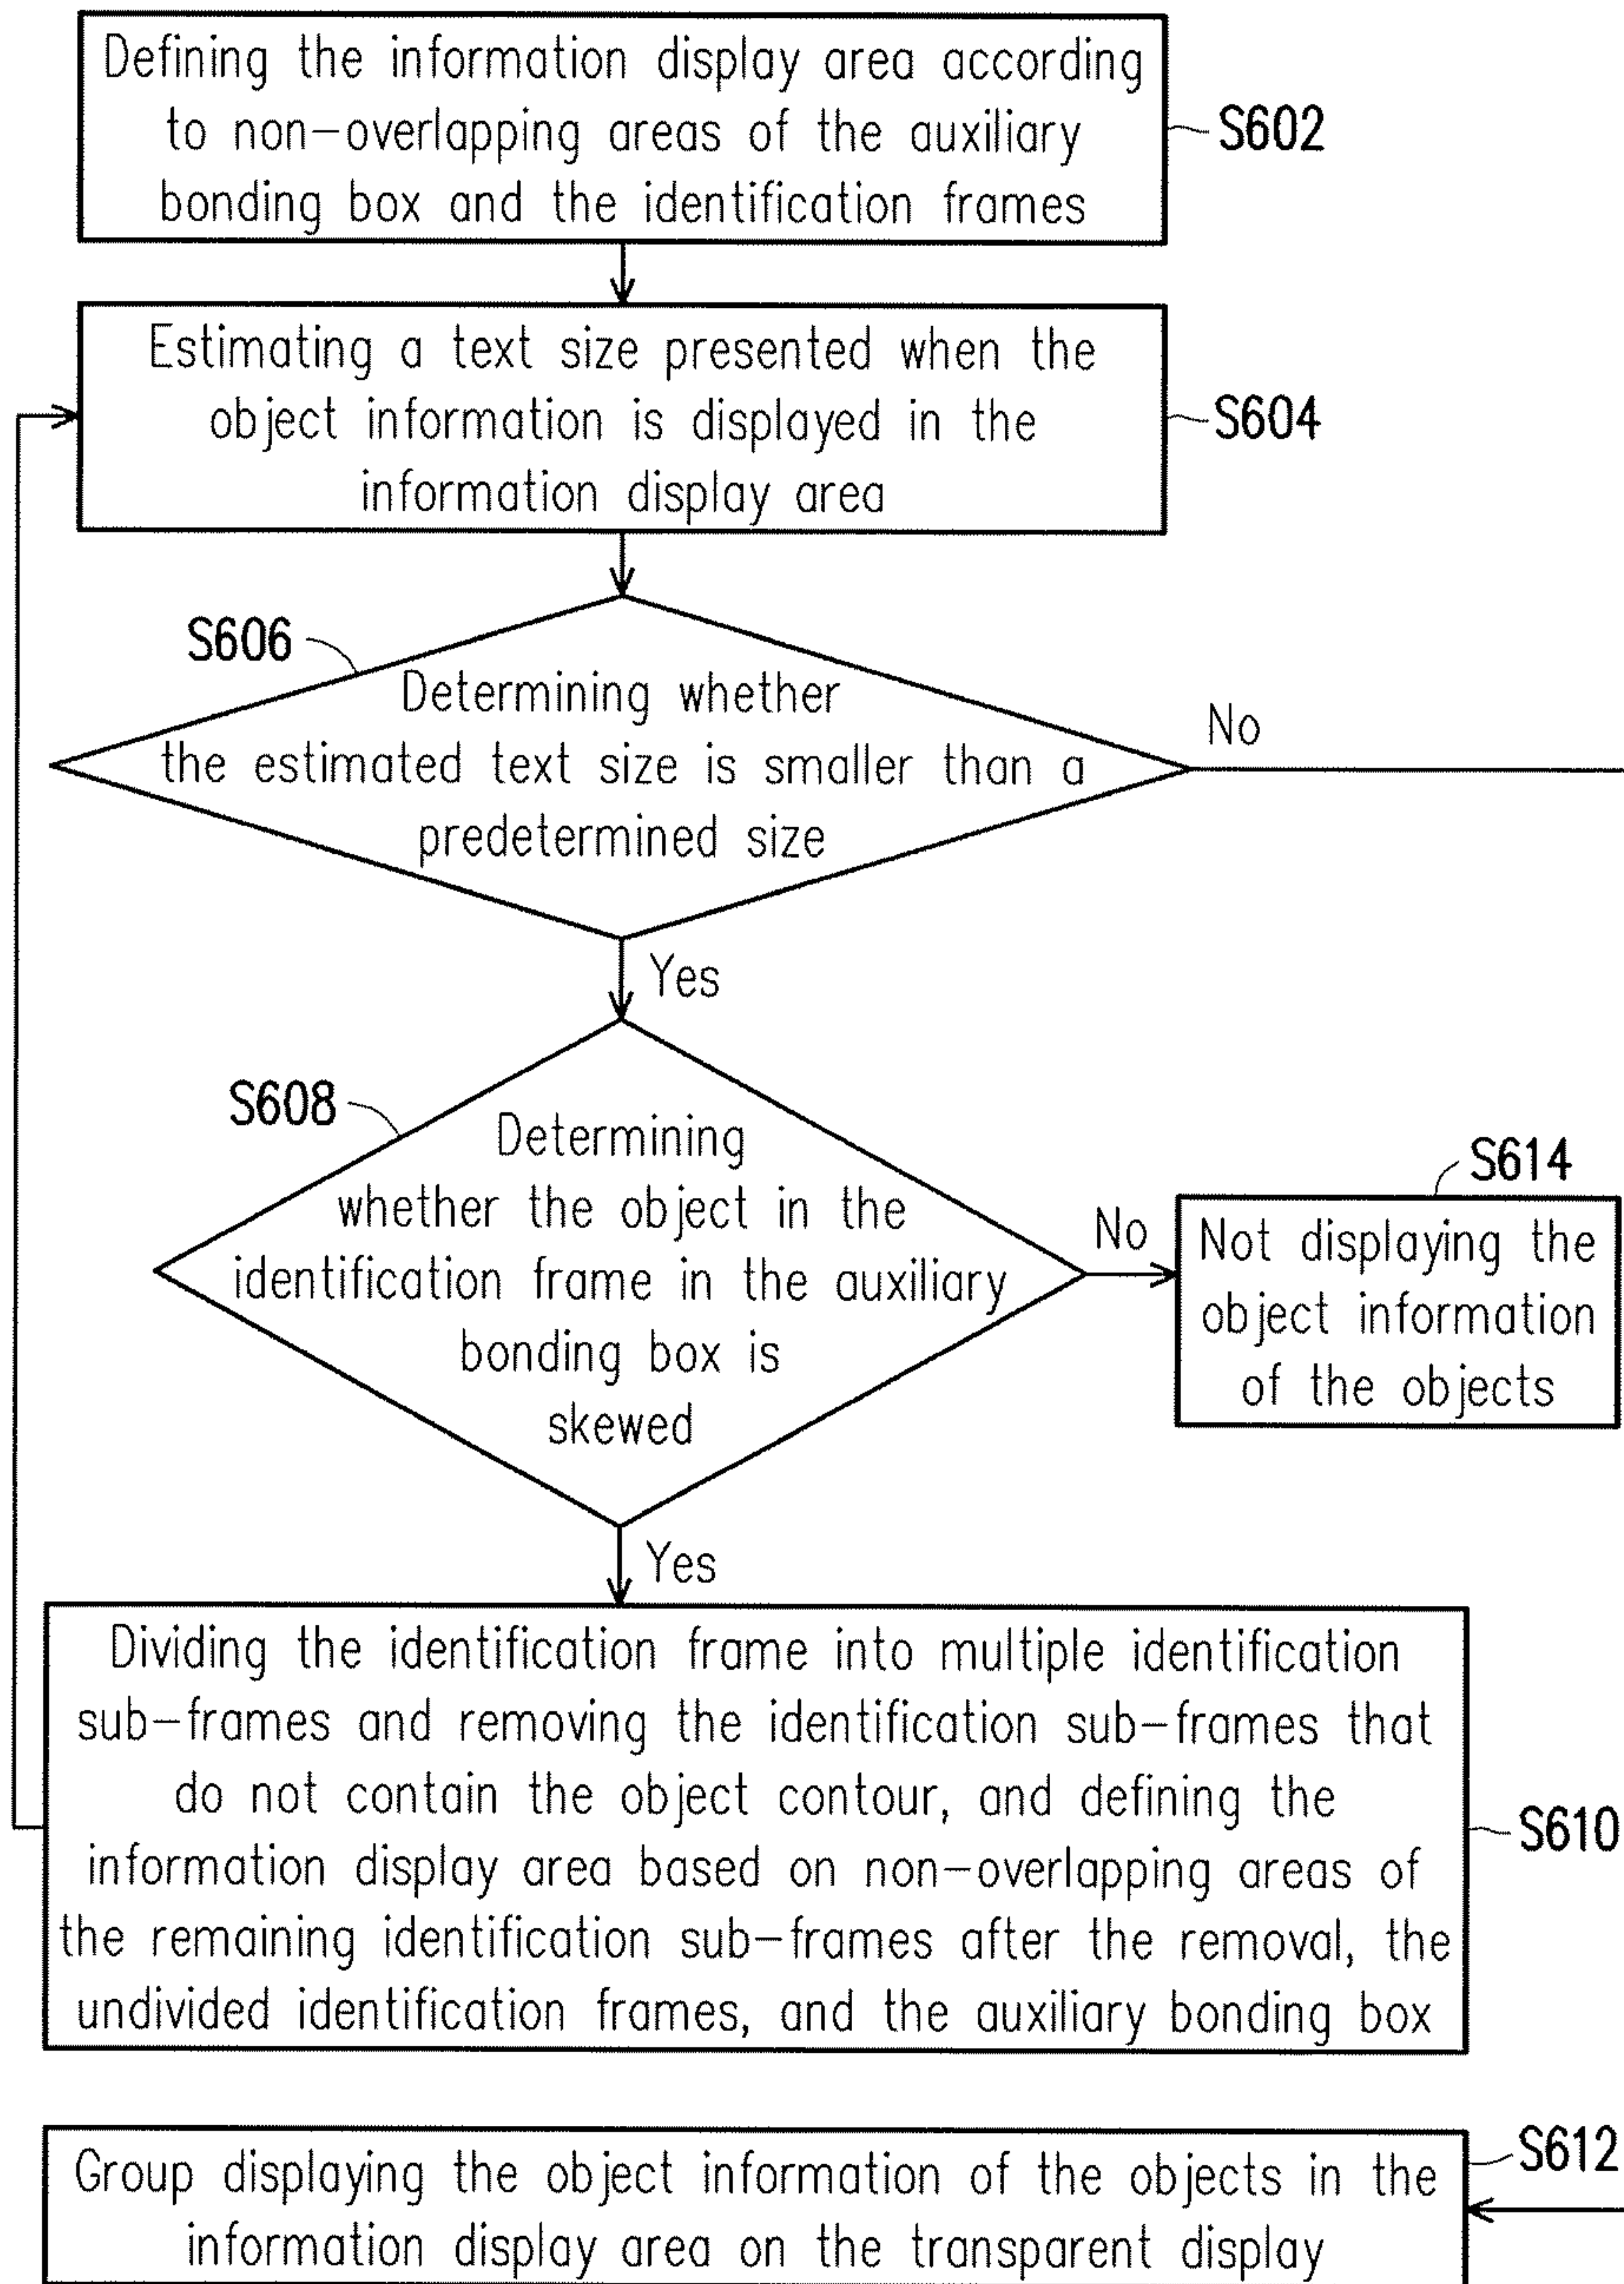 Defining the information display area according
to non-overlapping areas of the auxiliary
bonding box and the identification frames
S602
Estimating a text size presented when the
object information is displayed in the
information display area
S604
S606
Determining whether
the estimated text size is smaller than a
predetermined size
No
Yes
S608
Determining
whether the object in the
identification frame in the auxiliary
bonding box is
skewed
No
S614
Not displaying the
object information
of the objects
Yes
Dividing the identification frame into multiple identification
sub-frames and removing the identification sub-frames that
do not contain the object contour, and defining the
information display area based on non-overlapping areas of
the remaining identification sub-frames after the removal, the
undivided identification frames, and the auxiliary bonding box
S610
Group displaying the object information of the objects in the
information display area on the transparent display
S612